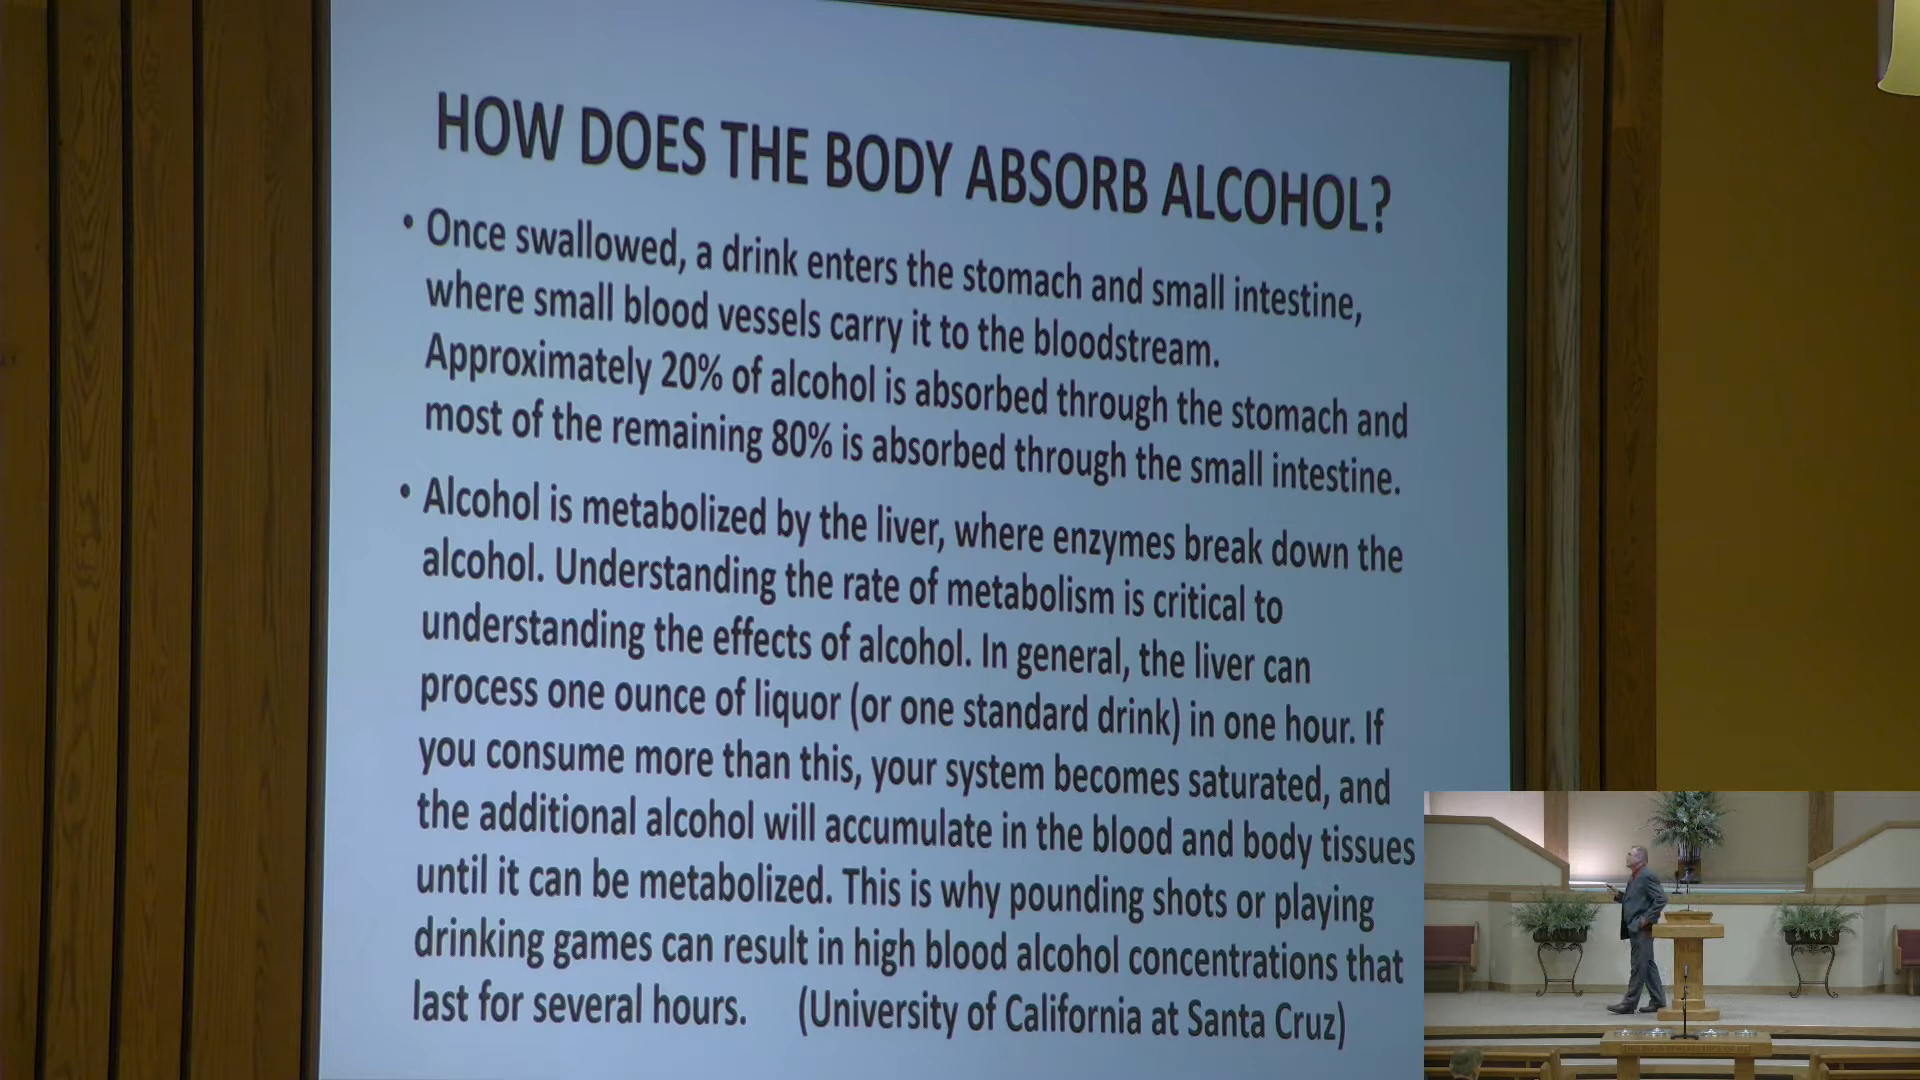 HOW DOES THE BODY ABSORB ALCOHOL?
• Once swallowed, a drink enters the stomach and small intestine,
where small blood vessels carry it to the bloodstream.
Approximately 20% of alcohol is absorbed through the stomach and
most of the remaining 80% is absorbed through the small intestine.
• Alcohol is metabolized by the liver, where enzymes break down the
alcohol. Understanding the rate of metabolism is critical to
understanding the effects of alcohol. In general, the liver can
process one ounce of liquor (or one standard drink) in one hour. If
you consume more than this, your system becomes saturated, and
the additional alcohol will accumulate in the blood and body tissues
until it can be metabolized. This is why pounding shots or playing
drinking games can result in high blood alcohol concentrations that
last for several hours. (University of California at Santa Cruz)